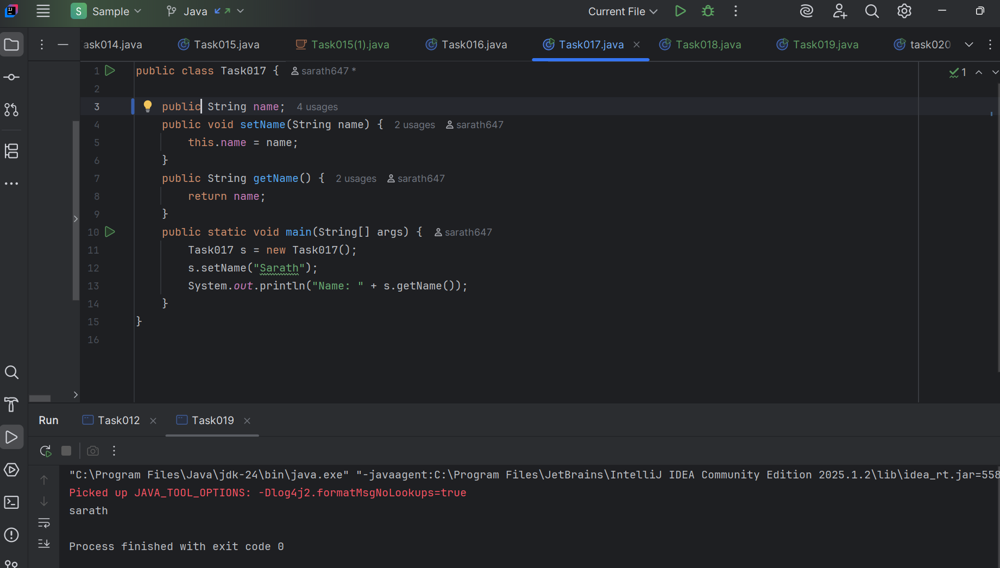 S Sample Java Current File
ask014.java Task015.java Task015(1).java Task016.java Task017.java Task018.java Task019.java task020
1 public class Task017 { sarath647 * 1
2
3 public String name; 4 usages
4 public void setName(String name) { 2 usages sarath647
5 this.name = name;
6 }
7 public String getName() { 2 usages sarath647
8 return name;
9 }
10 public static void main(String[] args) { sarath647
11 Task017 s = new Task017();
12 s.setName("Sarath");
13 System.out.println("Name: " + s.getName());
14 }
15 }
16
Run Task012 Task019
"C:\Program Files\Java\jdk-24\bin\java.exe" "-javaagent:C:\Program Files\JetBrains\IntelliJ IDEA Community Edition 2025.1.2\lib\idea_rt.jar=558
Picked up JAVA_TOOL_OPTIONS: -Dlog4j2.formatMsgNoLookups=true
sarath
Process finished with exit code 0